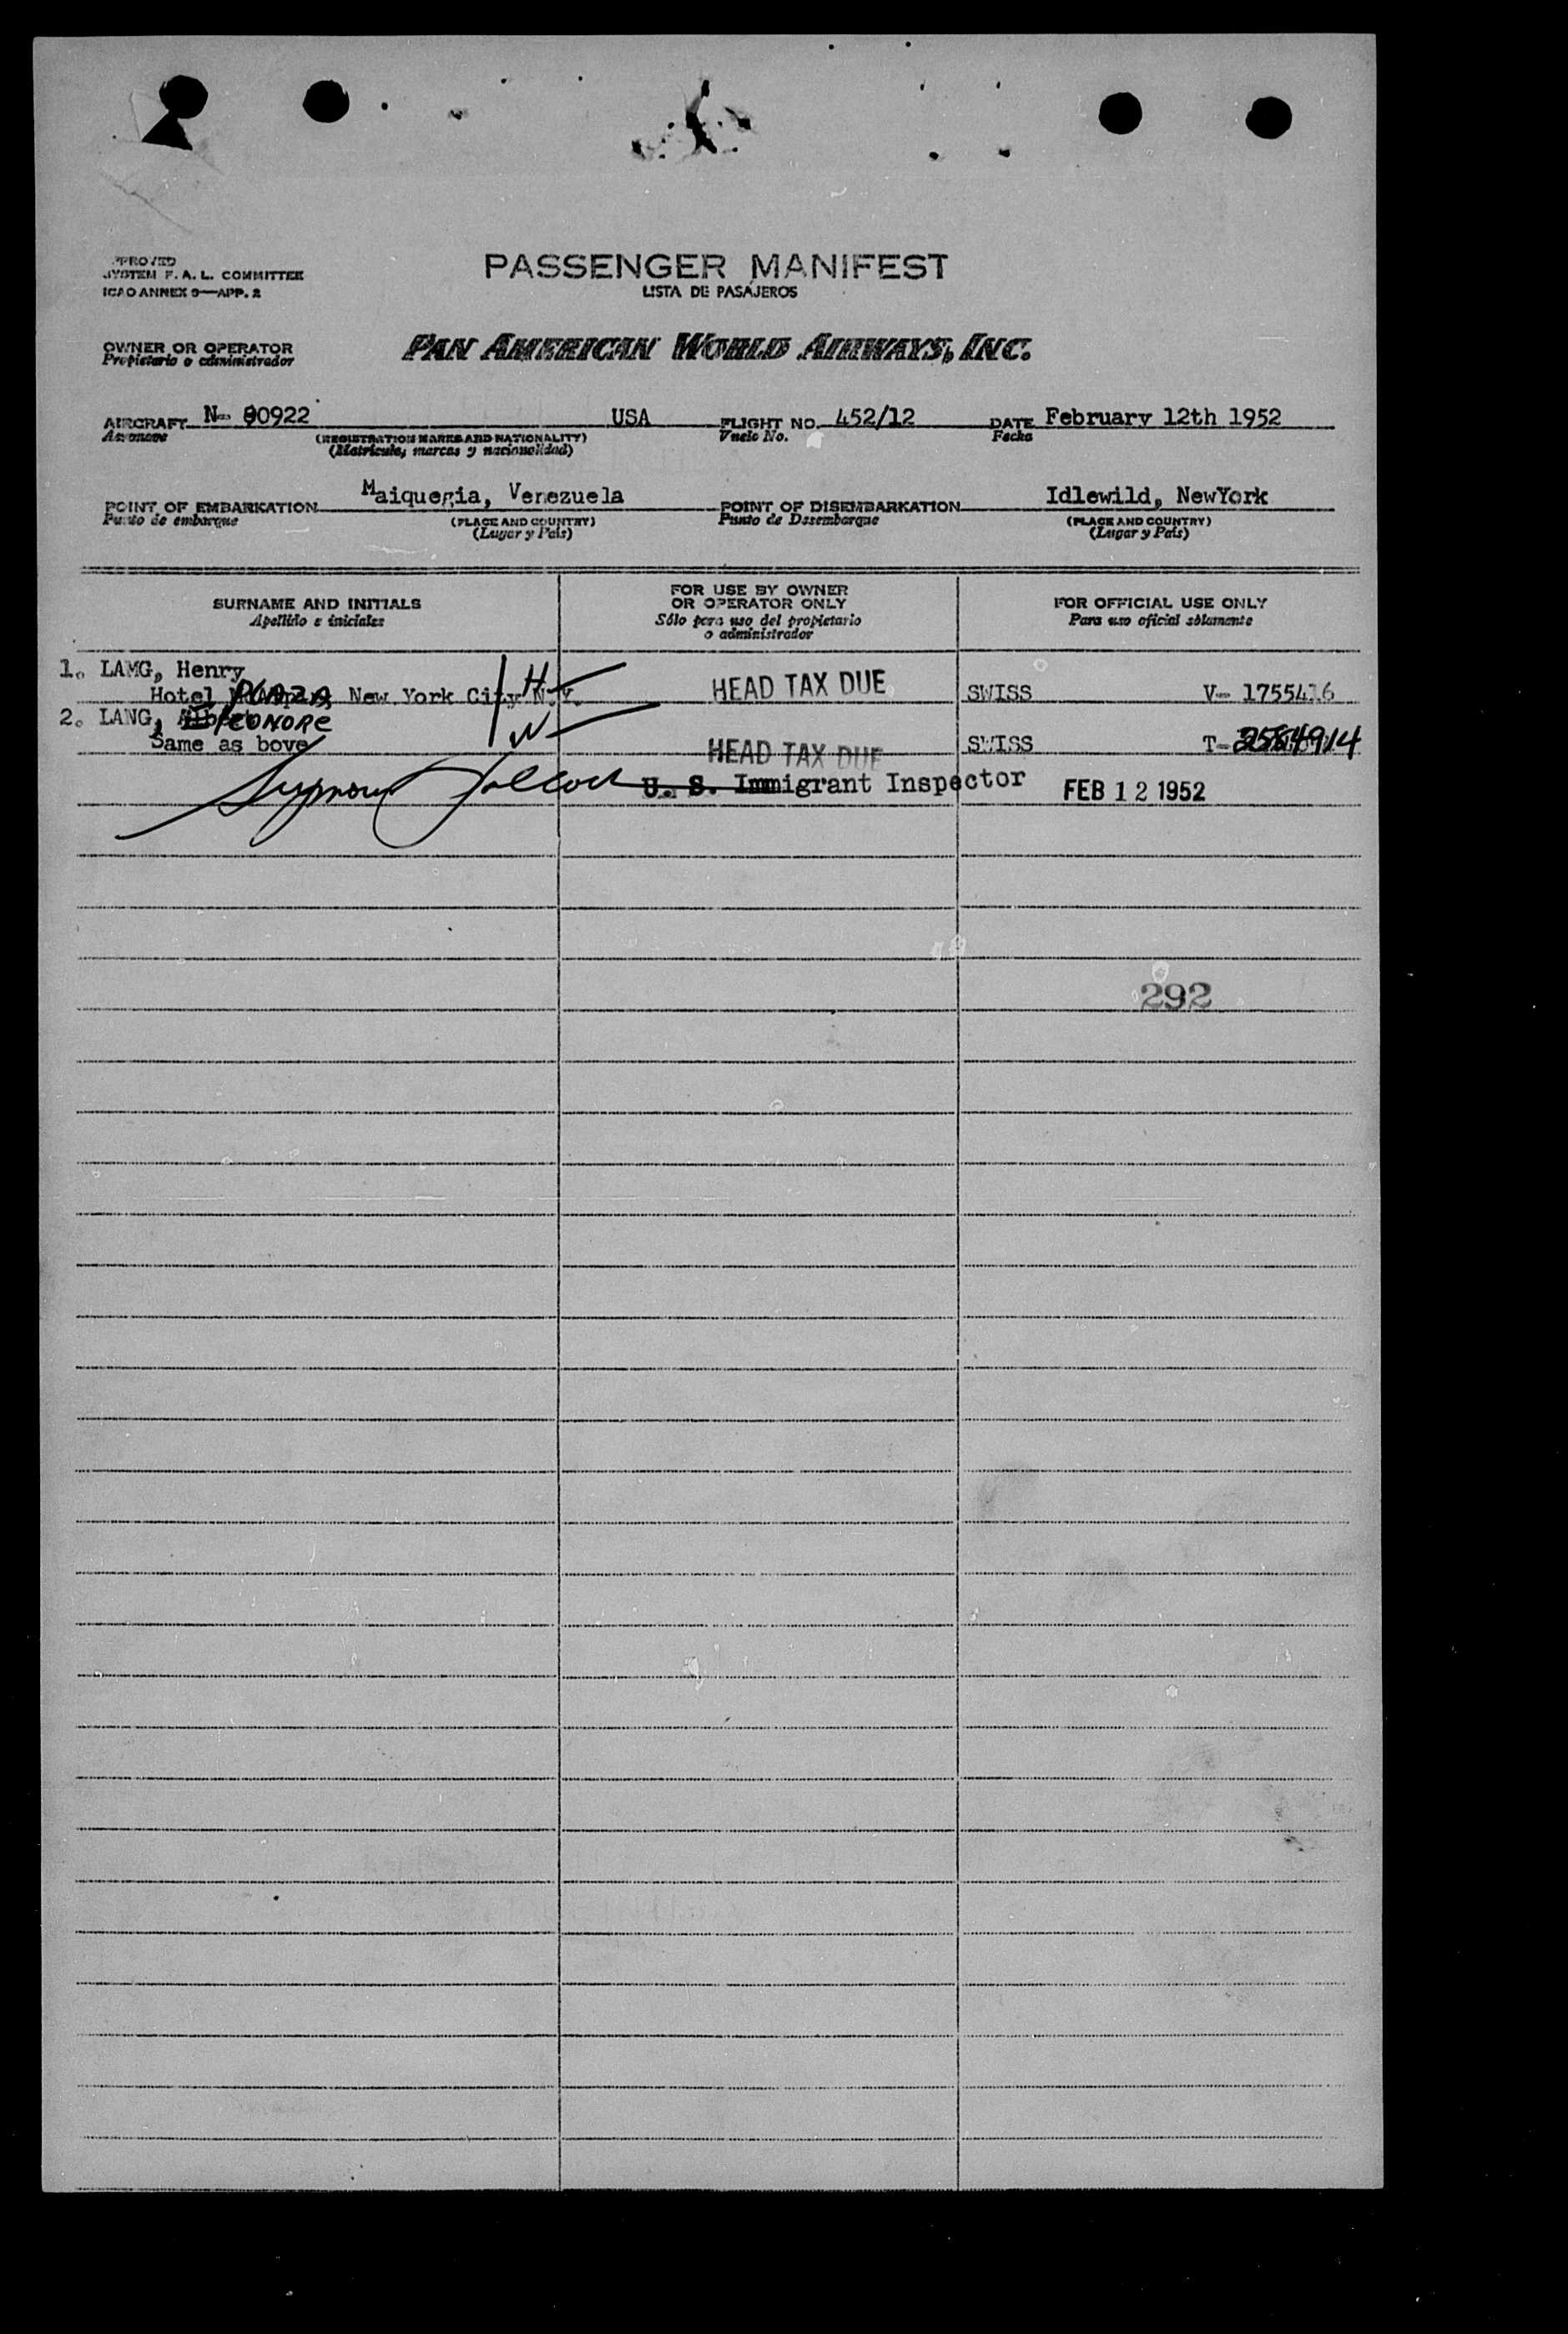 PROVED
SYSTEM F. A. L. COMMITTEE
ICAO ANNEX 9—APP. 2
PASSENGER MANIFEST
LISTA DE PASAJEROS
OWNER OR OPERATOR
Propietario o administrador
PAN AMERICAN WORLD AIRWAYS, INC.
AIRCRAFT N- 90922 USA FLIGHT NO. 452/12 DATE February 12th 1952
Aeronave (REGISTRATION MARKS AND NATIONALITY) Vuelo No. Fecha
(Matricula, marcas y nacionalidad)
POINT OF EMBARKATION Maiquegia, Venezuela POINT OF DISEMBARKATION Idlewild, NewYork
Punto de embarque (PLACE AND COUNTRY) Punto de Desembarque (PLACE AND COUNTRY)
(Lugar y País) (Lugar y País)
SURNAME AND INITIALS
Apellido e iniciales
FOR USE BY OWNER
OR OPERATOR ONLY
Sólo para uso del propietario
o administrador
FOR OFFICIAL USE ONLY
Para uso oficial sólamente
1. LAMG, Henry
Hotel PLAZA New York City N.Y. H HEAD TAX DUE SWISS V- 1755416
2. LANG, ELEONORE
Same as bove W HEAD TAX DUE SWISS T- 2584914
U. S. Immigrant Inspector FEB 12 1952
292